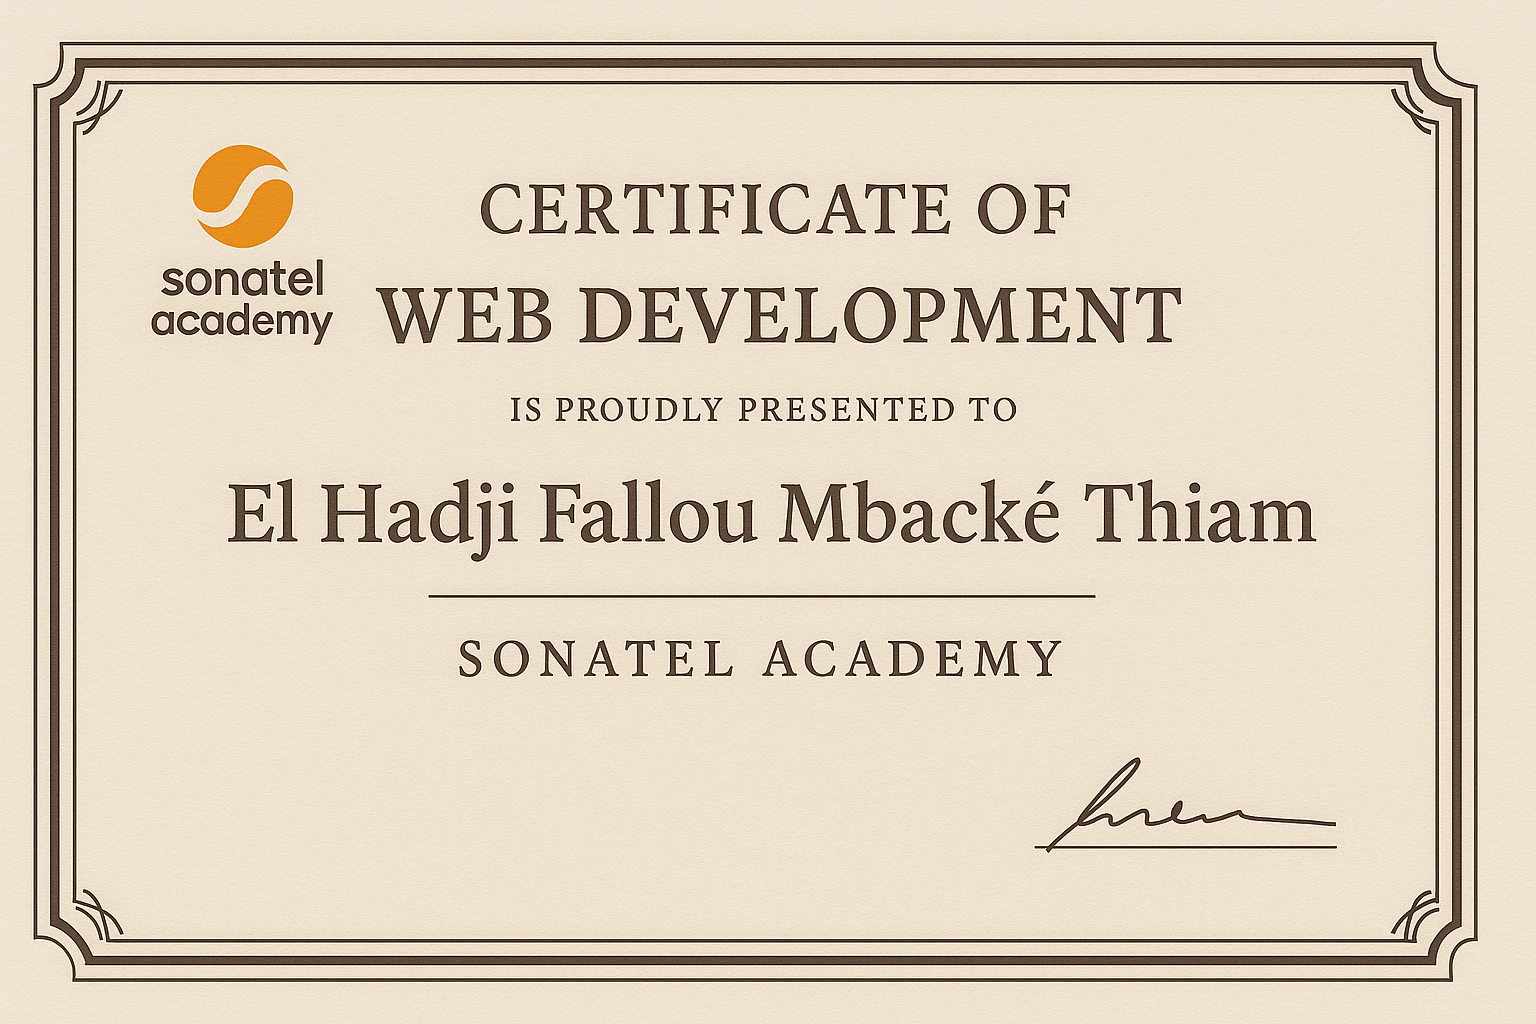 sonatel
academy
CERTIFICATE OF
WEB DEVELOPMENT
IS PROUDLY PRESENTED TO
El Hadji Fallou Mbacké Thiam
SONATEL ACADEMY